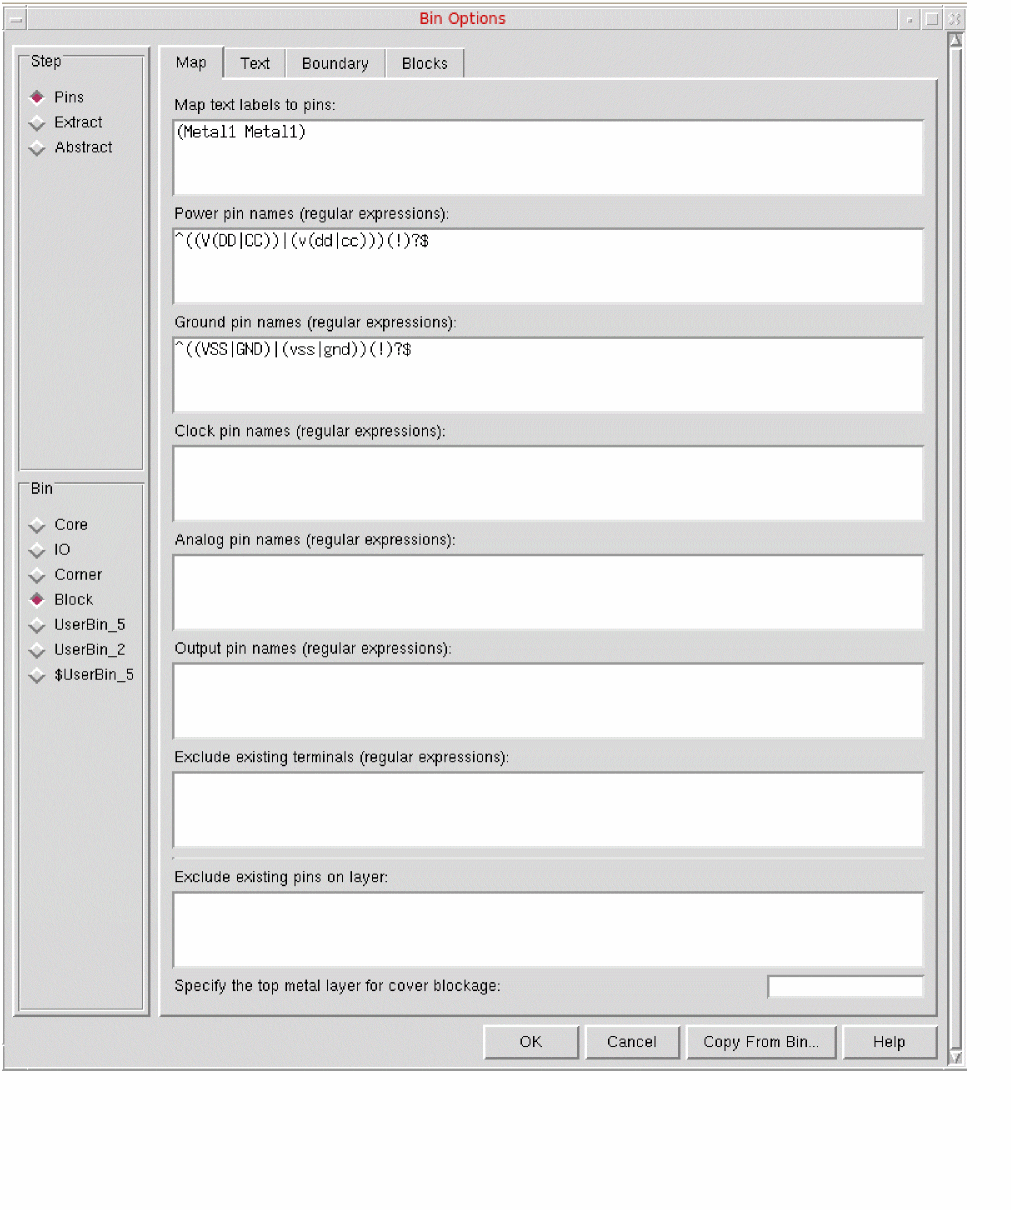 Bin Options
Step
Pins
Extract
Abstract
Bin
Core
IO
Corner
Block
UserBin_5
UserBin_2
$UserBin_5
Map Text Boundary Blocks
Map text labels to pins:
(Metal1 Metal1)
Power pin names (regular expressions):
^((V(DD|CC))|(v(dd|cc)))(!)?$
Ground pin names (regular expressions):
^((VSS|GND)|(vss|gnd))(!)?$
Clock pin names (regular expressions):
Analog pin names (regular expressions):
Output pin names (regular expressions):
Exclude existing terminals (regular expressions):
Exclude existing pins on layer:
Specify the top metal layer for cover blockage:
OK Cancel Copy From Bin... Help